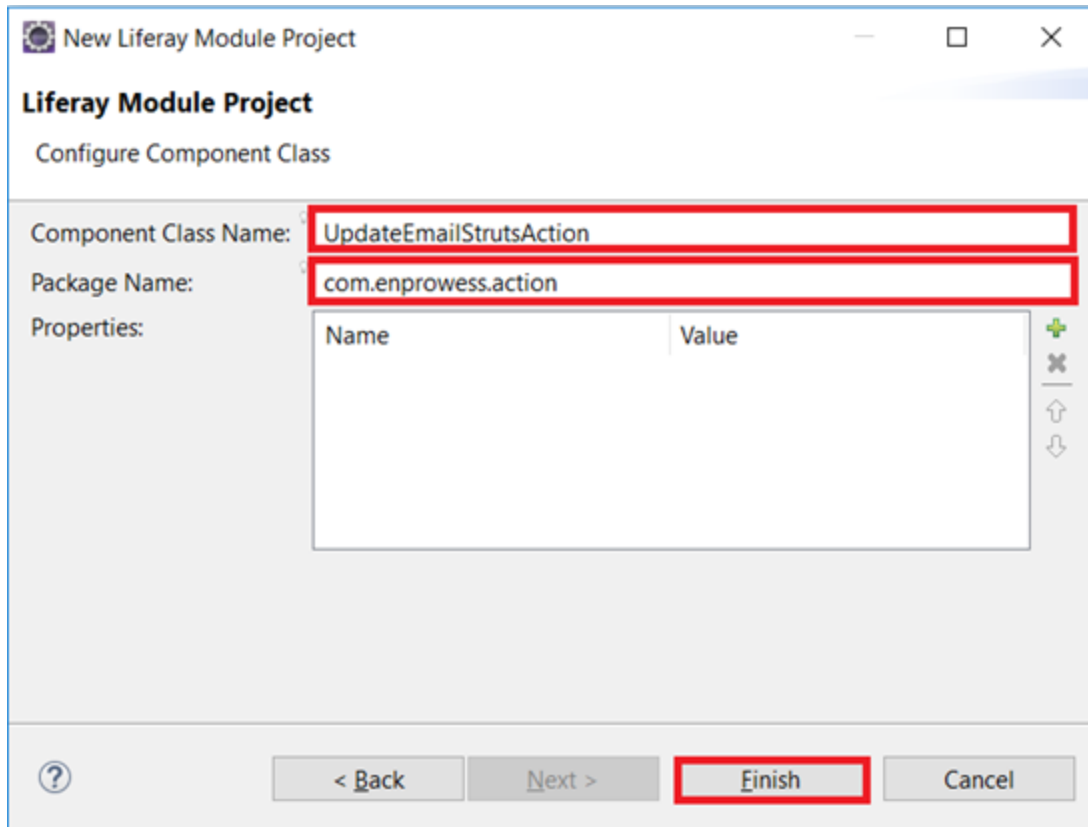 New Liferay Module Project
Liferay Module Project
Configure Component Class
Component Class Name: UpdateEmailStrutsAction
Package Name: com.enprowess.action
Properties: Name Value
? < Back Next > Finish Cancel